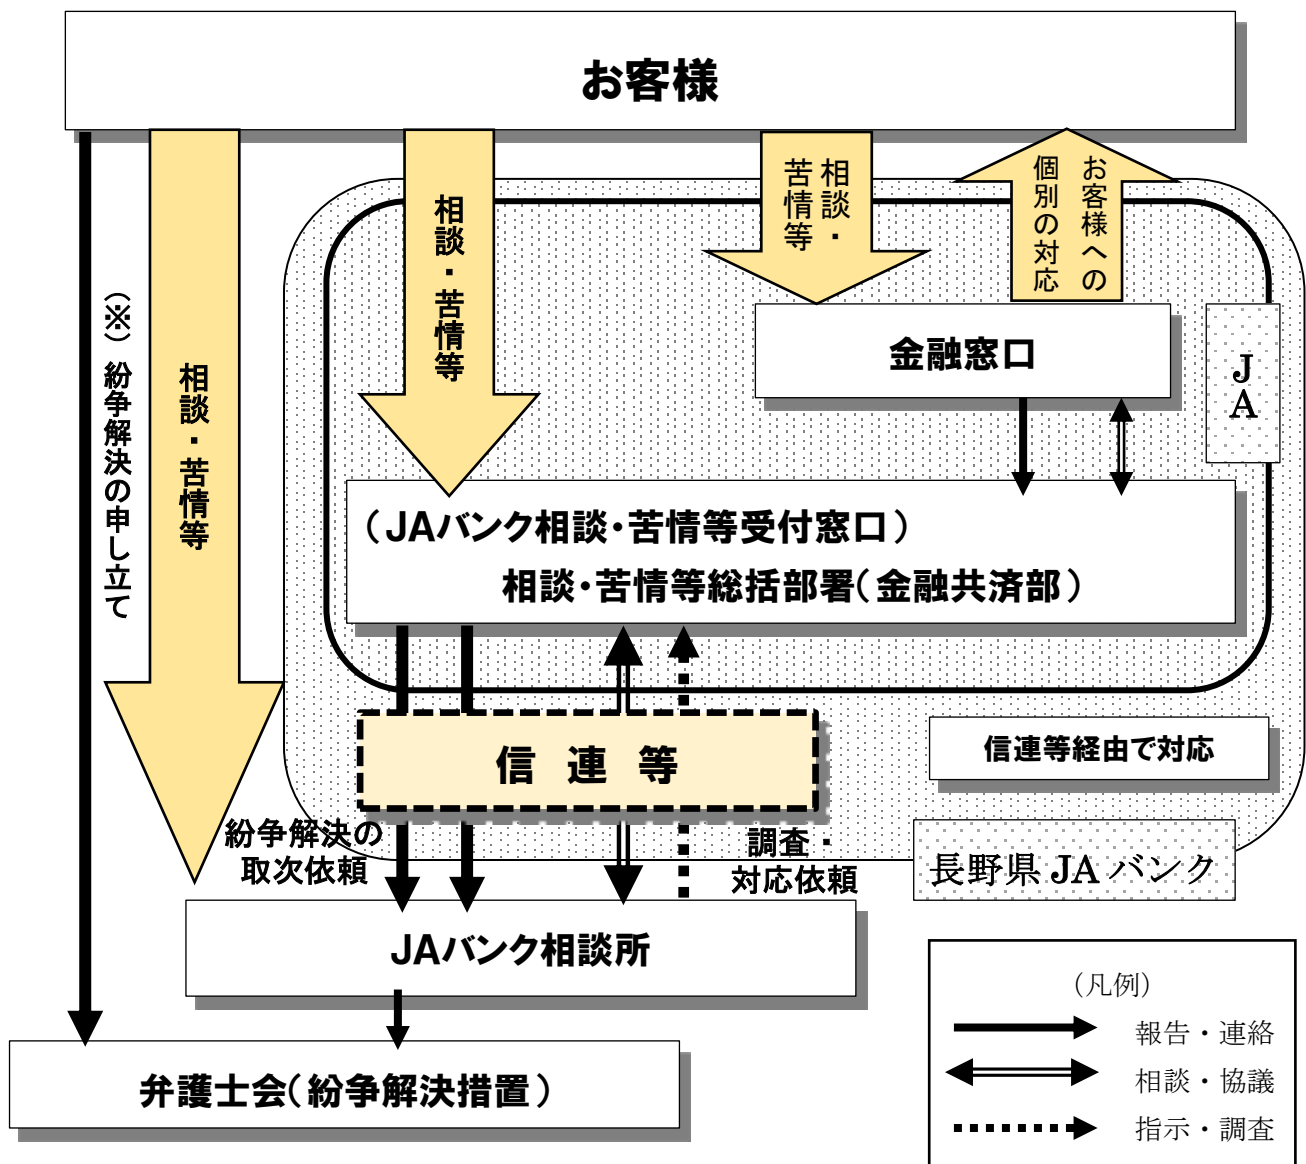 お客様
(※) 紛争解決の申し立て
相談・苦情等
相談・苦情等
相談・
苦情等
お客様への
個別の対応
金融窓口
JA
(JAバンク相談・苦情等受付窓口)
相談・苦情等総括部署(金融共済部)
信連等
信連等経由で対応
紛争解決の
取次依頼
調査・
対応依頼
長野県 JA バンク
JAバンク相談所
弁護士会(紛争解決措置)
(凡例)
報告・連絡
相談・協議
指示・調査